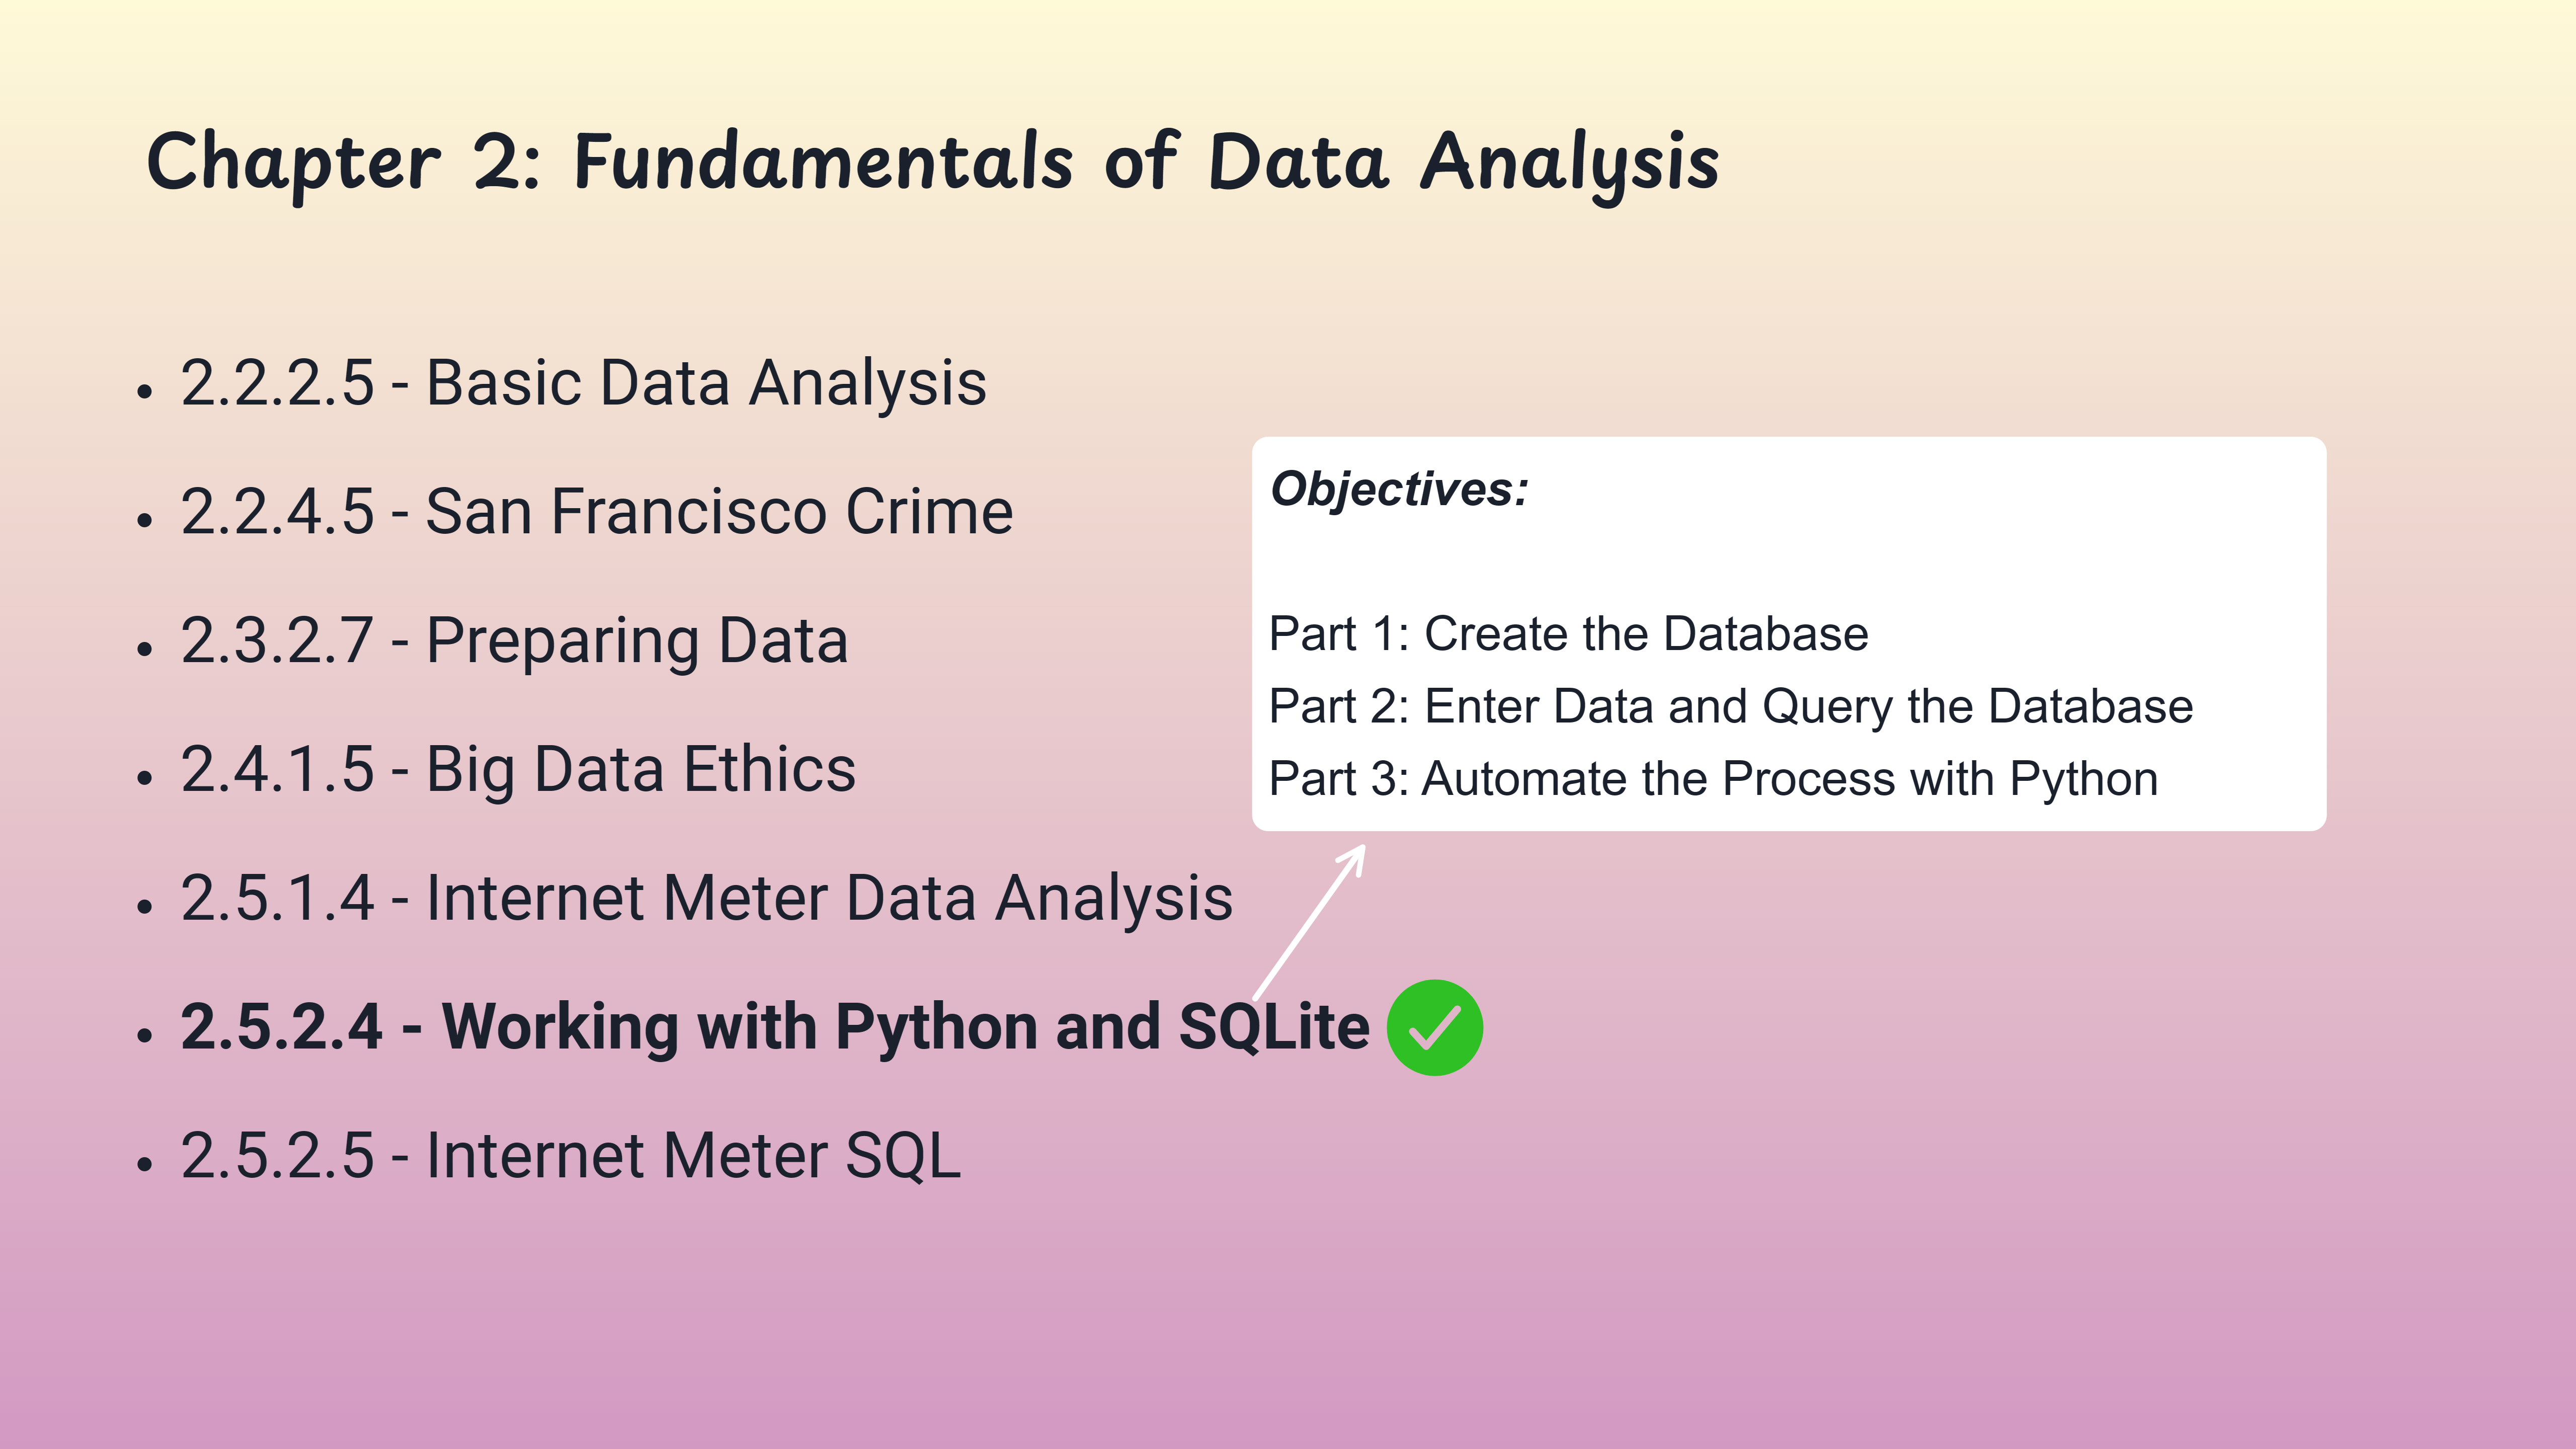 Chapter 2: Fundamentals of Data Analysis
• 2.2.2.5 - Basic Data Analysis
• 2.2.4.5 - San Francisco Crime
• 2.3.2.7 - Preparing Data
• 2.4.1.5 - Big Data Ethics
• 2.5.1.4 - Internet Meter Data Analysis
• 2.5.2.4 - Working with Python and SQLite
• 2.5.2.5 - Internet Meter SQL
Objectives:
Part 1: Create the Database
Part 2: Enter Data and Query the Database
Part 3: Automate the Process with Python